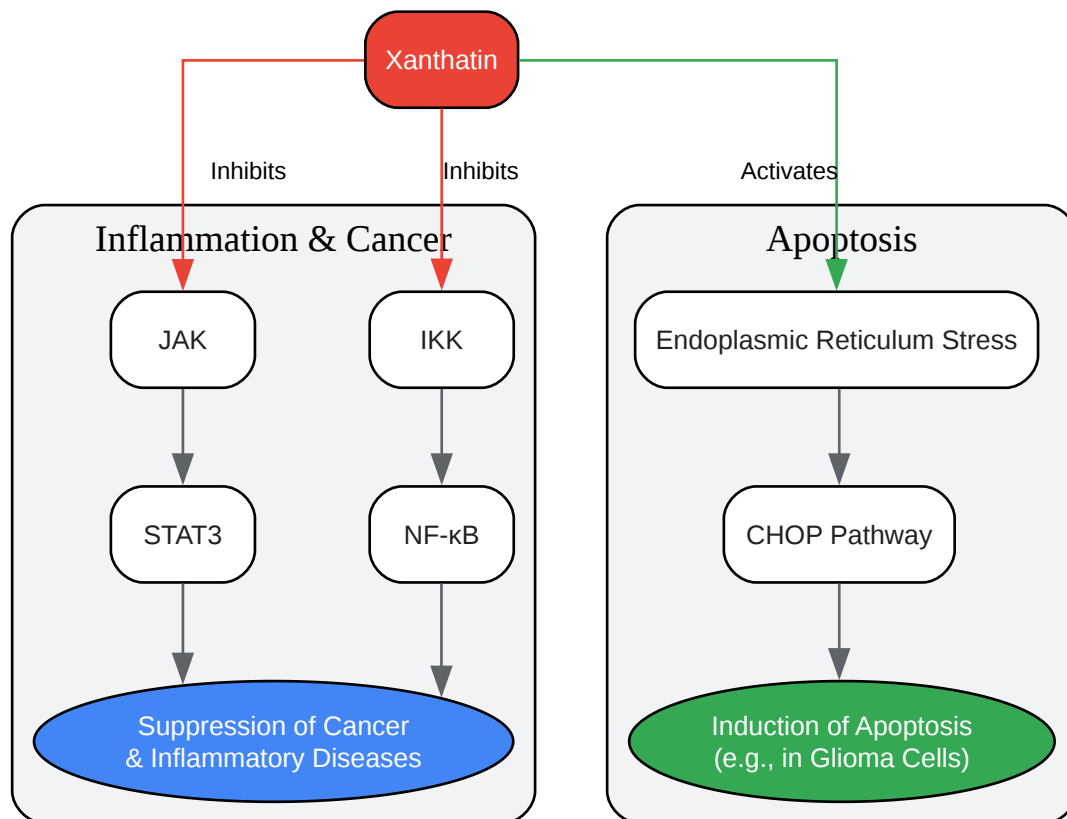 Xanthatin
Inhibits
Inhibits
Activates
Inflammation & Cancer
Apoptosis
JAK
IKK
Endoplasmic Reticulum Stress
STAT3
NF-κB
CHOP Pathway
Suppression of Cancer
& Inflammatory Diseases
Induction of Apoptosis
(e.g., in Glioma Cells)